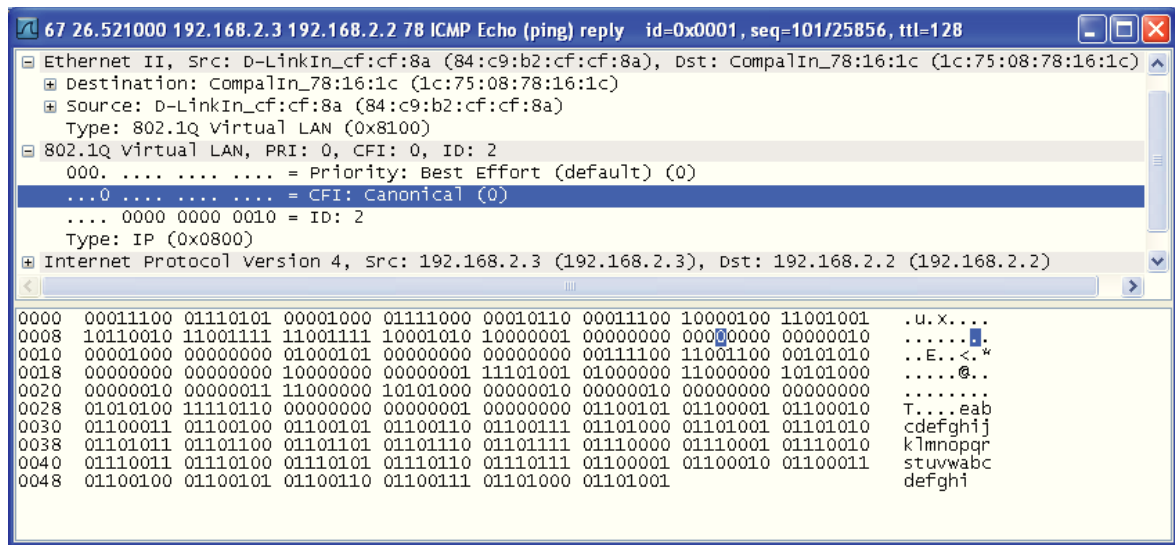 67 26.521000 192.168.2.3 192.168.2.2 78 ICMP Echo (ping) reply id=0x0001, seq=101/25856, ttl=128
Ethernet II, Src: D-LinkIn_cf:cf:8a (84:c9:b2:cf:cf:8a), Dst: CompalIn_78:16:1c (1c:75:08:78:16:1c)
Destination: CompalIn_78:16:1c (1c:75:08:78:16:1c)
Source: D-LinkIn_cf:cf:8a (84:c9:b2:cf:cf:8a)
Type: 802.1Q Virtual LAN (0x8100)
802.1Q Virtual LAN, PRI: 0, CFI: 0, ID: 2
000. .... .... .... = Priority: Best Effort (default) (0)
...0 .... .... .... = CFI: Canonical (0)
.... 0000 0000 0010 = ID: 2
Type: IP (0x0800)
Internet Protocol Version 4, Src: 192.168.2.3 (192.168.2.3), Dst: 192.168.2.2 (192.168.2.2)
0000 00011100 01110101 00001000 01111000 00010110 00011100 10000100 11001001 .u.x....
0008 10110010 11001111 11001111 10001010 10000001 00000000 00000000 00000010 ........
0010 00001000 00000000 01000101 00000000 00000000 00111100 11001100 00101010 ..E..<.*
0018 00000000 00000000 10000000 00000001 11101001 01000000 11000000 10101000 .....@..
0020 00000010 00000011 11000000 10101000 00000010 00000010 00000000 00000000 ........
0028 01010100 11110110 00000000 00000001 00000000 01100101 01100001 01100010 T....eab
0030 01100011 01100100 01100101 01100110 01100111 01101000 01101001 01101010 cdefghij
0038 01101011 01101100 01101101 01101110 01101111 01110000 01110001 01110010 klmnopqr
0040 01110011 01110100 01110101 01110110 01110111 01100001 01100010 01100011 stuvwabc
0048 01100100 01100101 01100110 01100111 01101000 01101001 defghi